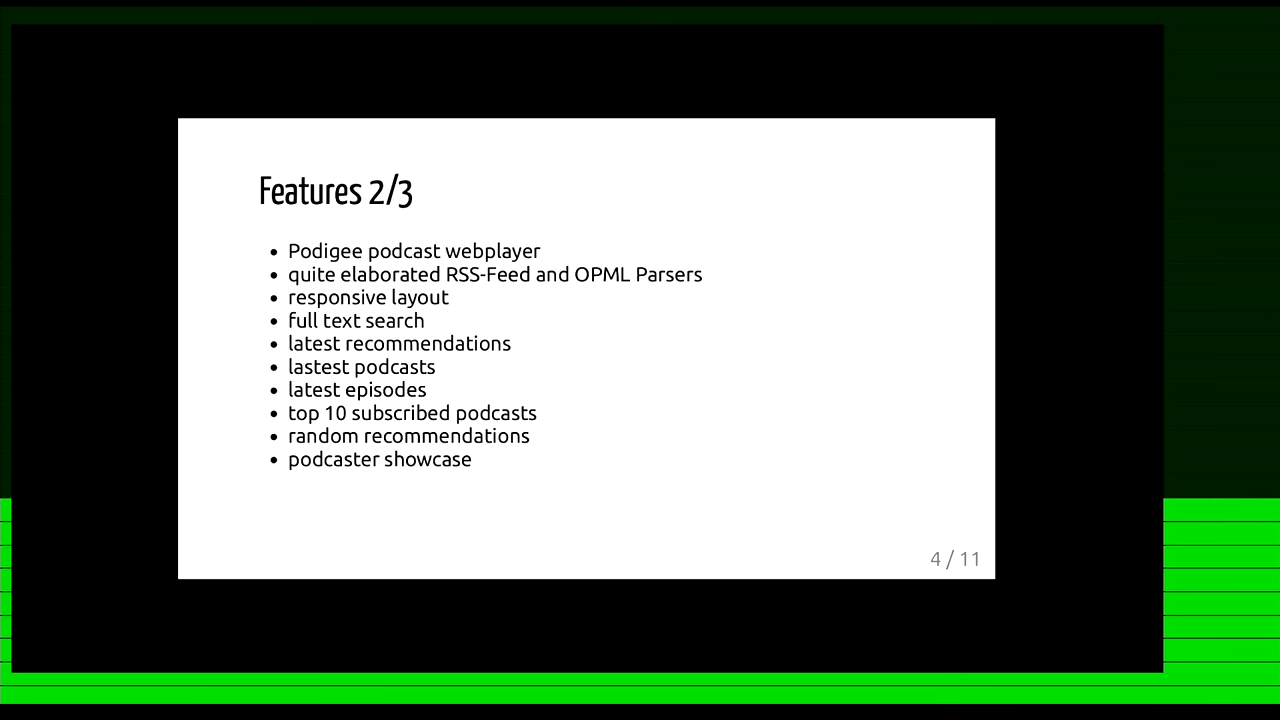 Features 2/3
• Podigee podcast webplayer
• quite elaborated RSS-Feed and OPML Parsers
• responsive layout
• full text search
• latest recommendations
• lastest podcasts
• latest episodes
• top 10 subscribed podcasts
• random recommendations
• podcaster showcase
4 / 11